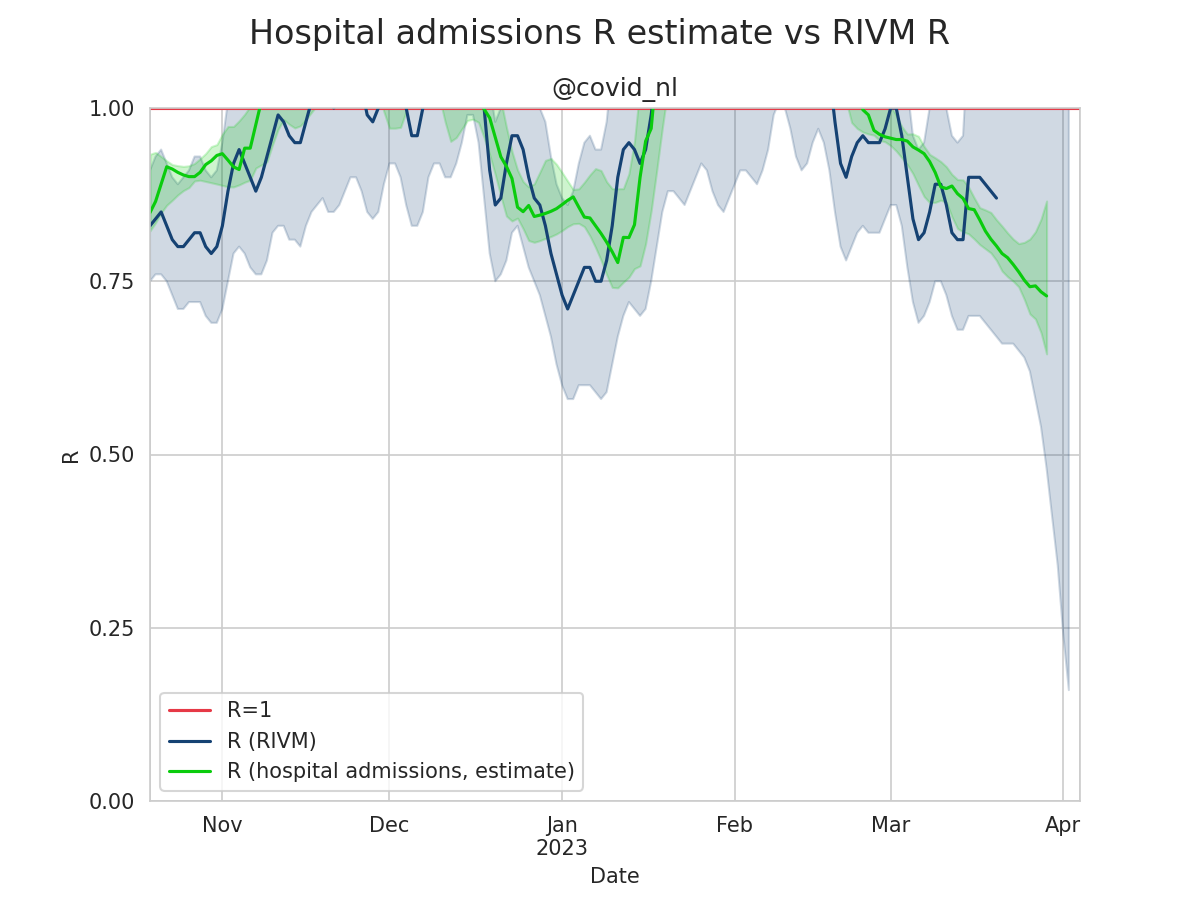 Hospital admissions R estimate vs RIVM R
@covid_nl
1.00
0.75
0.50
0.25
0.00
R
R=1
R (RIVM)
R (hospital admissions, estimate)
Nov
Dec
Jan
2023
Feb
Mar
Apr
Date